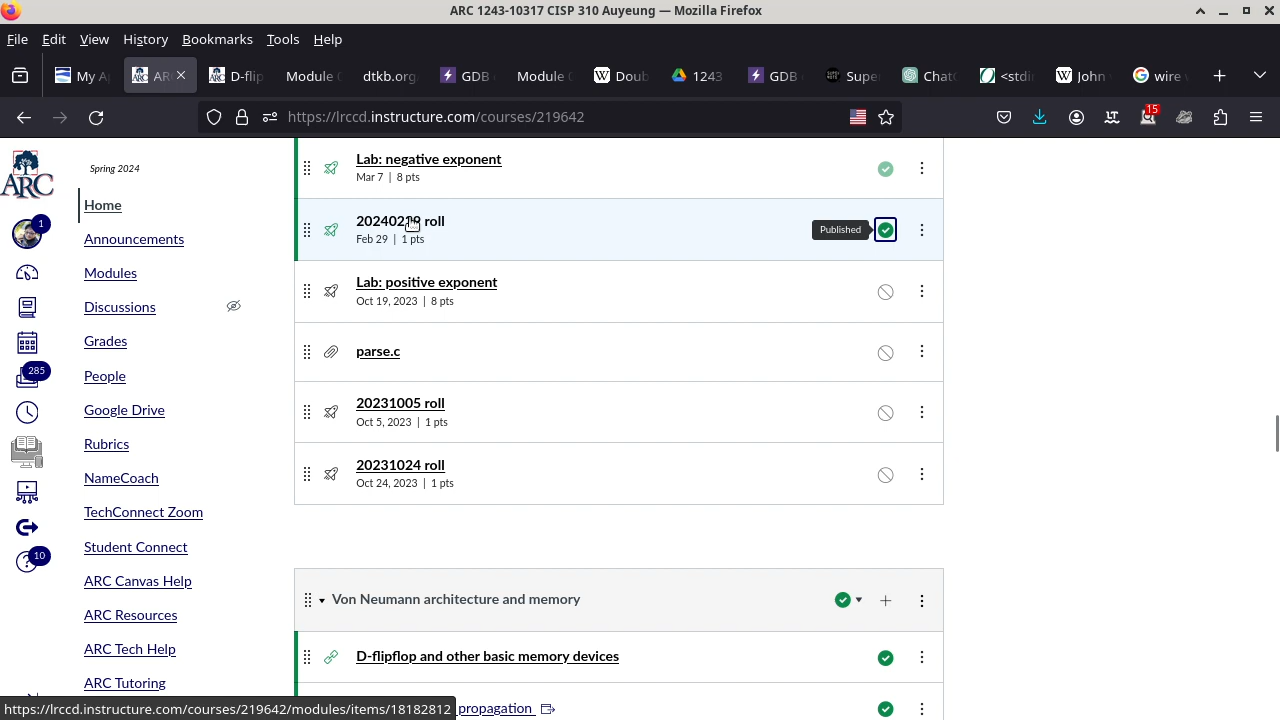 ARC 1243-10317 CISP 310 Auyeung — Mozilla Firefox
File Edit View History Bookmarks Tools Help
My A AR D-flip Module dtkb.org GDB Module Doub 1243 GDB Supe Chat <stdi John wire
https://lrccd.instructure.com/courses/219642
15
ARC
Spring 2024
Home
1
Announcements
Modules
Discussions
Grades
285
People
Google Drive
Rubrics
NameCoach
TechConnect Zoom
Student Connect
10
ARC Canvas Help
ARC Resources
ARC Tech Help
ARC Tutoring
Lab: negative exponent
Mar 7 | 8 pts
roll
Published
Feb 29 | 1 pts
Lab: positive exponent
Oct 19, 2023 | 8 pts
parse.c
20231005 roll
Oct 5, 2023 | 1 pts
20231024 roll
Oct 24, 2023 | 1 pts
Von Neumann architecture and memory
D-flipflop and other basic memory devices
propagation
https://lrccd.instructure.com/courses/219642/modules/items/18182812